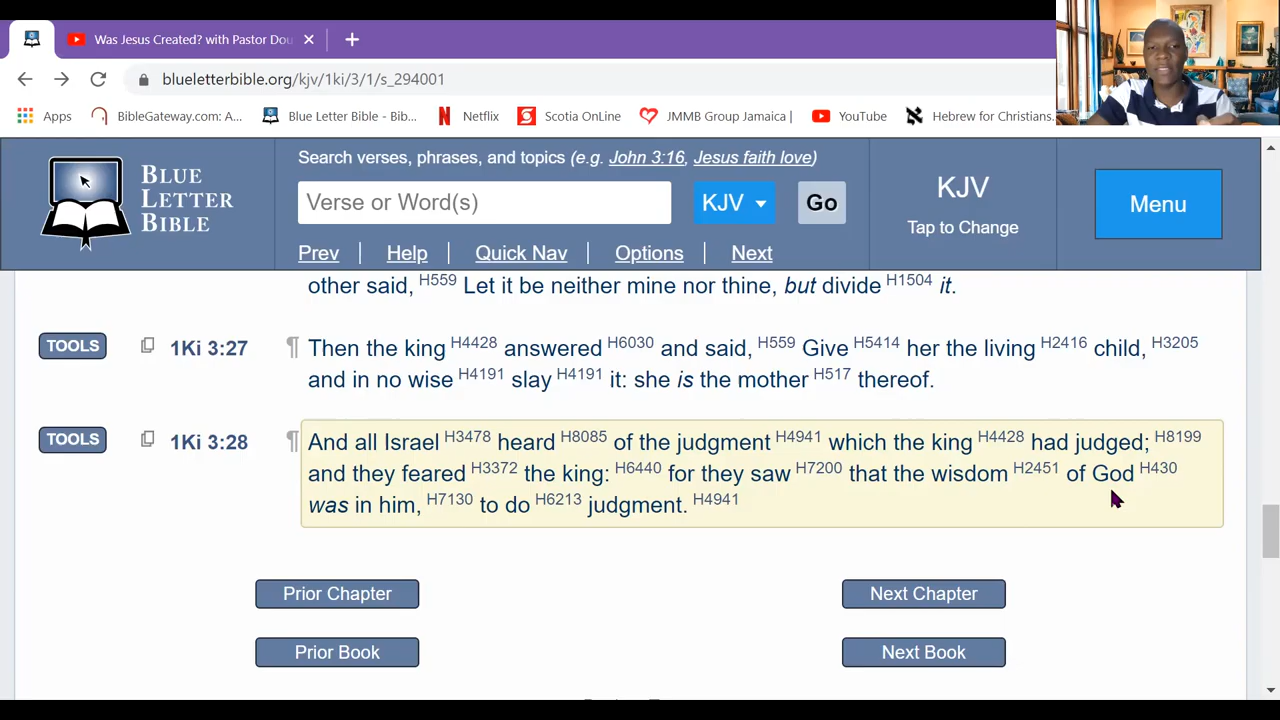 Was Jesus Created? with Pastor Dou
blueletterbible.org/kjv/1ki/3/1/s_294001
Apps BibleGateway.com: A... Blue Letter Bible - Bib... Netflix Scotia OnLine JMMB Group Jamaica | YouTube Hebrew for Christians.
BLUE LETTER BIBLE
Search verses, phrases, and topics (e.g. John 3:16, Jesus faith love)
Verse or Word(s) KJV Go
Prev Help Quick Nav Options Next
KJV
Tap to Change
Menu
other said, H559 Let it be neither mine nor thine, but divide H1504 it.
TOOLS 1Ki 3:27 ¶ Then the king H4428 answered H6030 and said, H559 Give H5414 her the living H2416 child, H3205
and in no wise H4191 slay H4191 it: she is the mother H517 thereof.
TOOLS 1Ki 3:28 ¶ And all Israel H3478 heard H8085 of the judgment H4941 which the king H4428 had judged; H8199
and they feared H3372 the king: H6440 for they saw H7200 that the wisdom H2451 of God H430
was in him, H7130 to do H6213 judgment. H4941
Prior Chapter Next Chapter
Prior Book Next Book